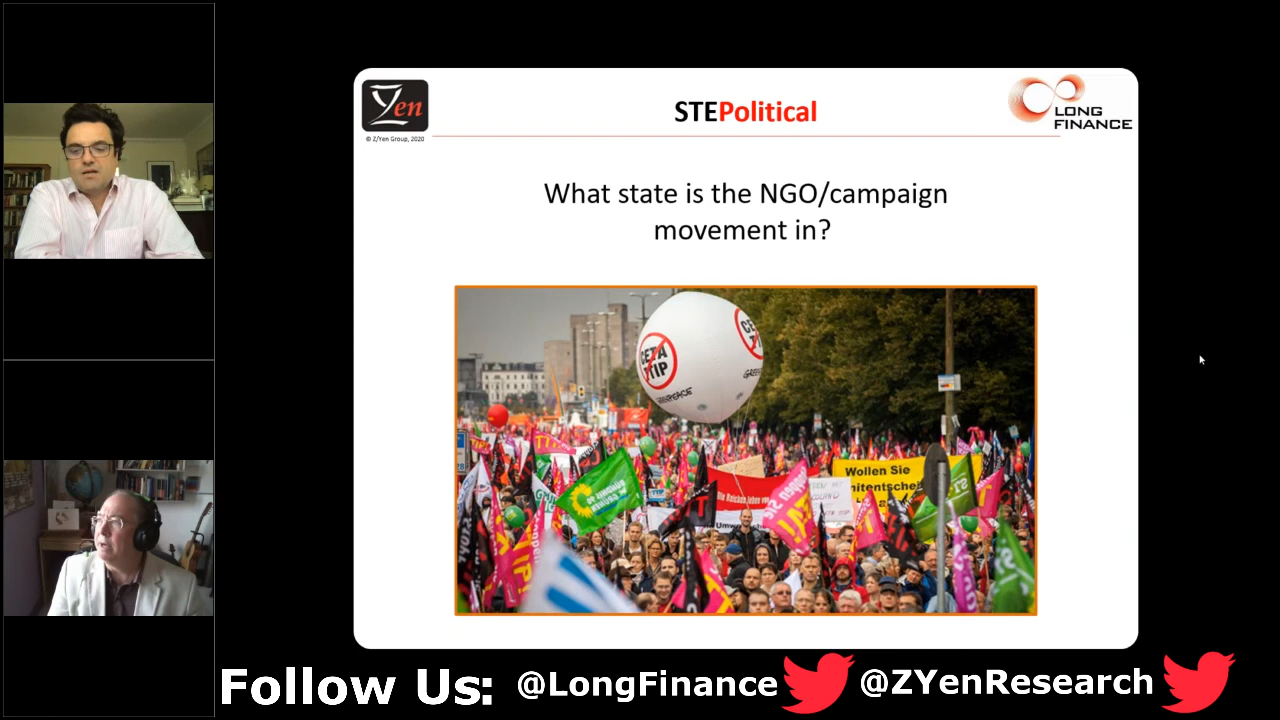 Zyen
© Z/Yen Group, 2020
STEPolitical
LONG
FINANCE
What state is the NGO/campaign
movement in?
CETA
TTIP
GREENPEACE
Wollen Sie
Follow Us: @LongFinance @ZYenResearch